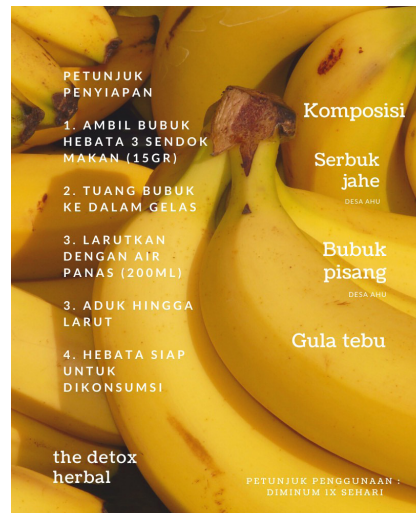 PETUNJUK
PENYIAPAN
1. AMBIL BUBUK
HEBATA 3 SENDOK
MAKAN (15GR)
2. TUANG BUBUK
KE DALAM GELAS
3. LARUTKAN
DENGAN AIR
PANAS (200ML)
3. ADUK HINGGA
LARUT
4. HEBATA SIAP
UNTUK
DIKONSUMSI
the detox
herbal
Komposisi
Serbuk
jahe
DESA AHU
Bubuk
pisang
DESA AHU
Gula tebu
PETUNJUK PENGGUNAAN :
DIMINUM 1X SEHARI